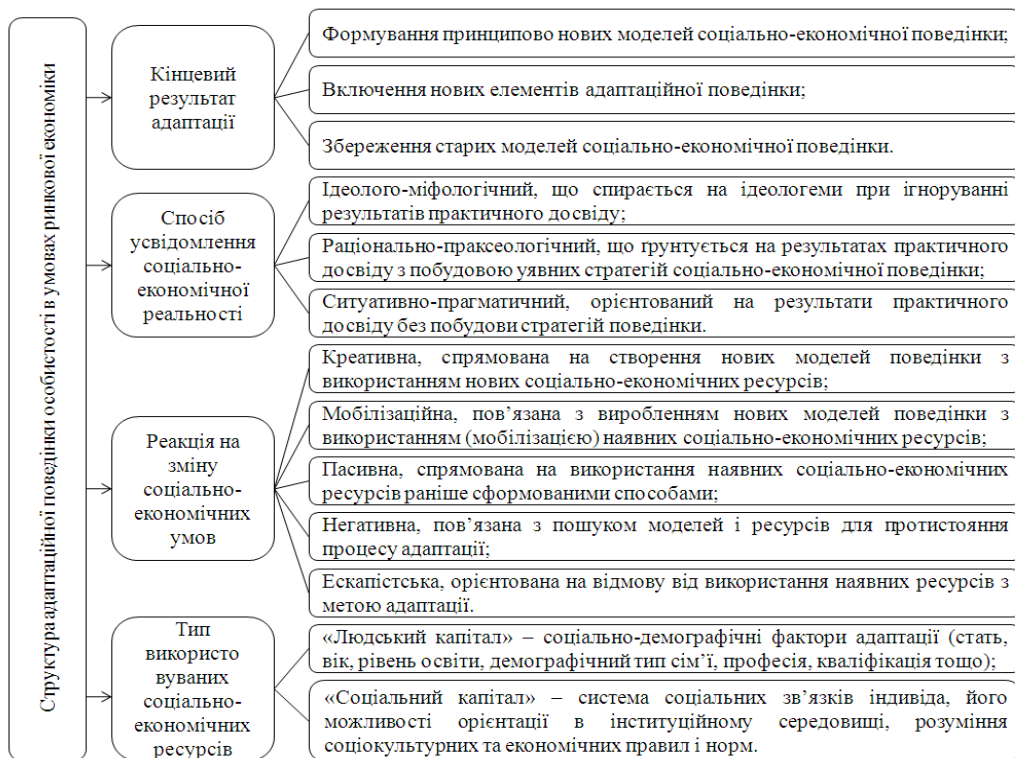 Структура адаптаційної поведінки особистості в умовах ринкової економіки
Кінцевий
результат
адаптації
Формування принципово нових моделей соціально-економічної поведінки;
Включення нових елементів адаптаційної поведінки;
Збереження старих моделей соціально-економічної поведінки.
Спосіб
усвідомлення
соціально-
економічної
реальності
Ідеолого-міфологічний, що спирається на ідеологеми при ігноруванні
результатів практичного досвіду;
Раціонально-праксеологічний, що ґрунтується на результатах практичного
досвіду з побудовою уявних стратегій соціально-економічної поведінки;
Ситуативно-прагматичний, орієнтований на результати практичного
досвіду без побудови стратегій поведінки.
Реакція на
зміну
соціально-
економічних
умов
Креативна, спрямована на створення нових моделей поведінки з
використанням нових соціально-економічних ресурсів;
Мобілізаційна, пов’язана з виробленням нових моделей поведінки з
використанням (мобілізацією) наявних соціально-економічних ресурсів;
Пасивна, спрямована на використання наявних соціально-економічних
ресурсів раніше сформованими способами;
Негативна, пов’язана з пошуком моделей і ресурсів для протистояння
процесу адаптації;
Ескапістська, орієнтована на відмову від використання наявних ресурсів з
метою адаптації.
Тип
використо
вуваних
соціально-
економічних
ресурсів
«Людський капітал» – соціально-демографічні фактори адаптації (стать,
вік, рівень освіти, демографічний тип сім’ї, професія, кваліфікація тощо);
«Соціальний капітал» – система соціальних зв’язків індивіда, його
можливості орієнтації в інституційному середовищі, розуміння
соціокультурних та економічних правил і норм.